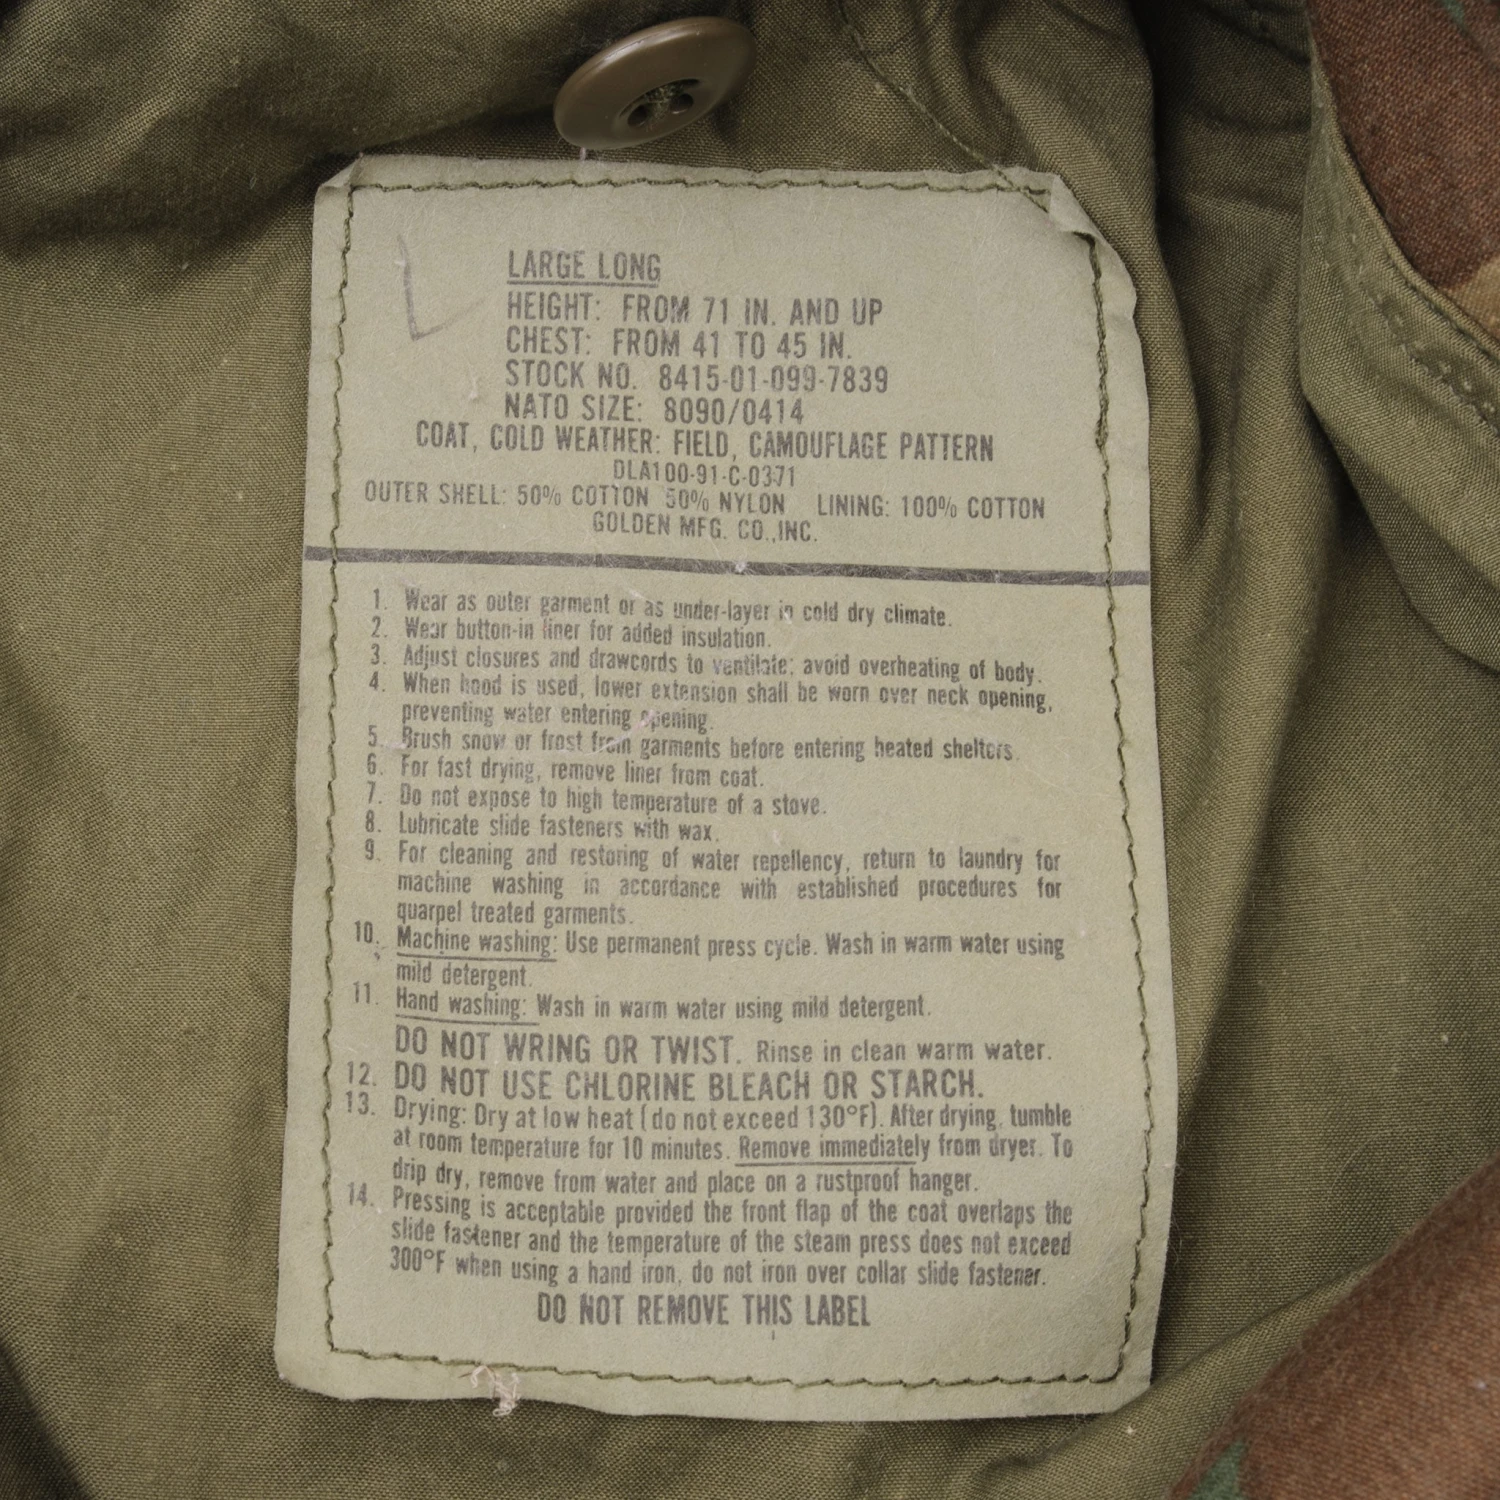 LARGE LONG
HEIGHT: FROM 71 IN. AND UP
CHEST: FROM 41 TO 45 IN.
STOCK NO. 8415-01-099-7839
NATO SIZE: 8090/0414
COAT, COLD WEATHER: FIELD, CAMOUFLAGE PATTERN
DLA100-91-C-0371
OUTER SHELL: 50% COTTON 50% NYLON LINING: 100% COTTON
GOLDEN MFG. CO.,INC.
1. Wear as outer garment or as under-layer in cold dry climate.
2. Wear button-in liner for added insulation.
3. Adjust closures and drawcords to ventilate; avoid overheating of body.
4. When hood is used, lower extension shall be worn over neck opening,
preventing water entering opening.
5. Brush snow or frost from garments before entering heated shelters.
6. For fast drying, remove liner from coat.
7. Do not expose to high temperature of a stove.
8. Lubricate slide fasteners with wax.
9. For cleaning and restoring of water repellency, return to laundry for
machine washing in accordance with established procedures for
quarpel treated garments.
10. Machine washing: Use permanent press cycle. Wash in warm water using
mild detergent.
11. Hand washing: Wash in warm water using mild detergent.
DO NOT WRING OR TWIST. Rinse in clean warm water.
12. DO NOT USE CHLORINE BLEACH OR STARCH.
13. Drying: Dry at low heat (do not exceed 130°F). After drying, tumble
at room temperature for 10 minutes. Remove immediately from dryer. To
drip dry, remove from water and place on a rustproof hanger.
14. Pressing is acceptable provided the front flap of the coat overlaps the
slide fastener and the temperature of the steam press does not exceed
300°F when using a hand iron, do not iron over collar slide fastener.
DO NOT REMOVE THIS LABEL